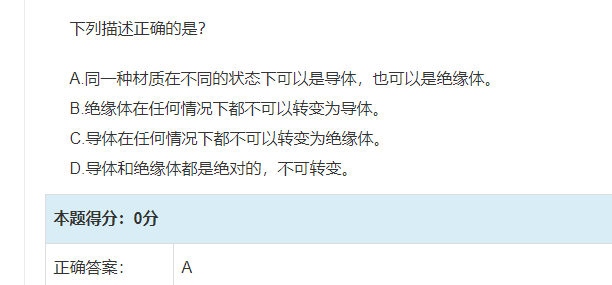 下列描述正确的是？
A.同一种材质在不同的状态下可以是导体，也可以是绝缘体。
B.绝缘体在任何情况下都不可以转变为导体。
C.导体在任何情况下都不可以转变为绝缘体。
D.导体和绝缘体都是绝对的，不可转变。
本题得分：0分
正确答案： A